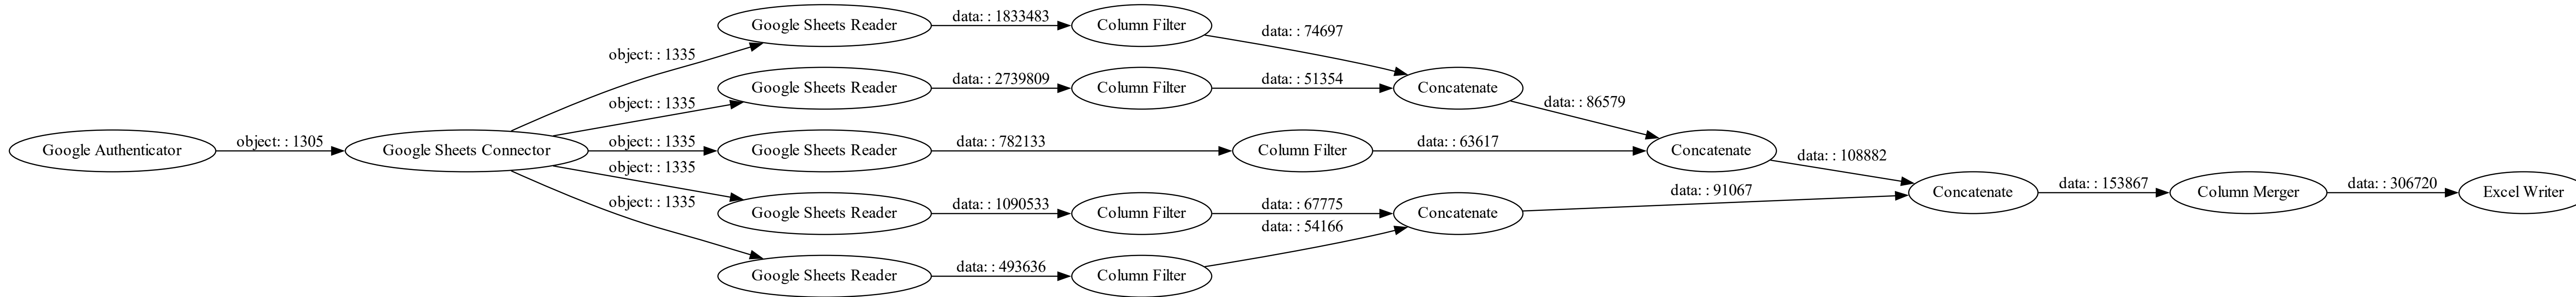 Google Authenticator
object: : 1305
Google Sheets Connector
object: : 1335
object: : 1335
object: : 1335
object: : 1335
object: : 1335
Google Sheets Reader
data: : 1833483
Column Filter
data: : 74697
Google Sheets Reader
data: : 2739809
Column Filter
data: : 51354
Concatenate
data: : 86579
Google Sheets Reader
data: : 782133
Column Filter
data: : 63617
Concatenate
data: : 108882
Google Sheets Reader
data: : 1090533
Column Filter
data: : 67775
Concatenate
data: : 91067
Google Sheets Reader
data: : 493636
Column Filter
data: : 54166
Concatenate
data: : 153867
Column Merger
data: : 306720
Excel Writer